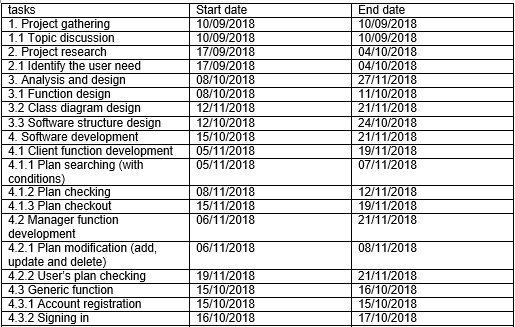 tasks Start date End date
1. Project gathering 10/09/2018 10/09/2018
1.1 Topic discussion 10/09/2018 10/09/2018
2. Project research 17/09/2018 04/10/2018
2.1 Identify the user need 17/09/2018 04/10/2018
3. Analysis and design 08/10/2018 27/11/2018
3.1 Function design 08/10/2018 11/10/2018
3.2 Class diagram design 12/11/2018 21/11/2018
3.3 Software structure design 12/10/2018 24/10/2018
4. Software development 15/10/2018 21/11/2018
4.1 Client function development 05/11/2018 19/11/2018
4.1.1 Plan searching (with 05/11/2018 07/11/2018
conditions)
4.1.2 Plan checking 08/11/2018 12/11/2018
4.1.3 Plan checkout 15/11/2018 19/11/2018
4.2 Manager function 06/11/2018 21/11/2018
development
4.2.1 Plan modification (add, 06/11/2018 08/11/2018
update and delete)
4.2.2 User's plan checking 19/11/2018 21/11/2018
4.3 Generic function 15/10/2018 16/10/2018
4.3.1 Account registration 15/10/2018 15/10/2018
4.3.2 Signing in 16/10/2018 17/10/2018